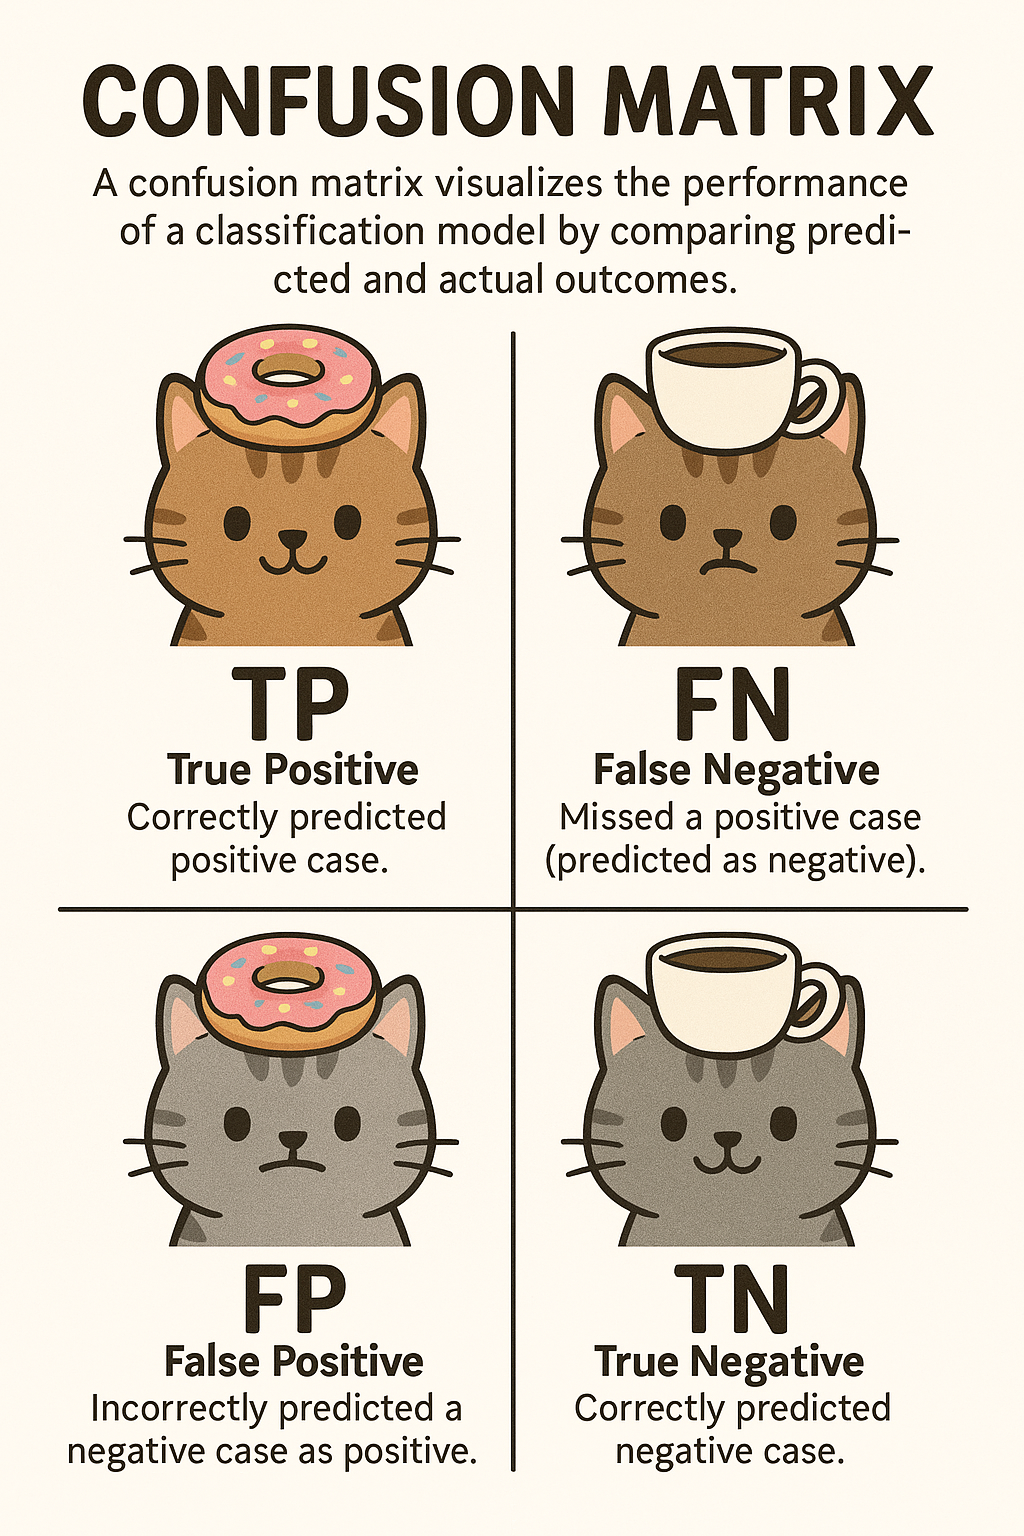 CONFUSION MATRIX
A confusion matrix visualizes the performance
of a classification model by comparing predi-
cted and actual outcomes.
TP
True Positive
Correctly predicted
positive case.
FN
False Negative
Missed a positive case
(predicted as negative).
FP
False Positive
Incorrectly predicted a
negative case as positive.
TN
True Negative
Correctly predicted
negative case.